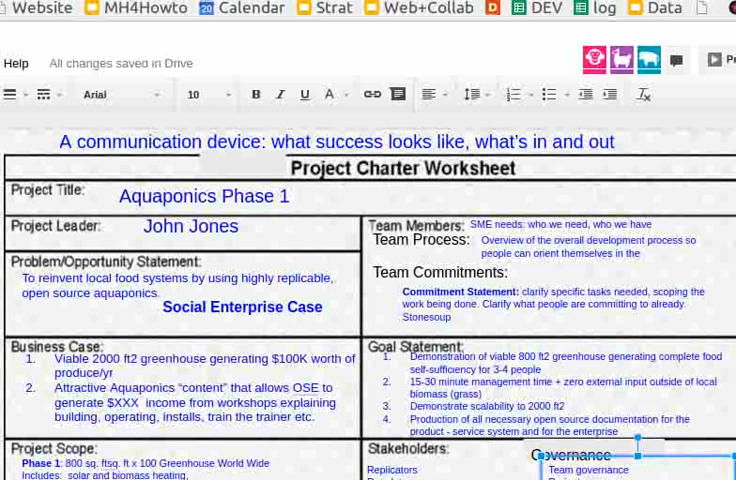 Website MH4Howto 20 Calendar Strat Web+Collab D DEV log Data
Help All changes saved in Drive
Arial 10 B I U A
A communication device: what success looks like, what's in and out
Project Charter Worksheet
Project Title: Aquaponics Phase 1
Project Leader: John Jones
Problem/Opportunity Statement:
To reinvent local food systems by using highly replicable,
open source aquaponics.
Social Enterprise Case
Team Members: SME needs: who we need, who we have
Team Process: Overview of the overall development process so
people can orient themselves in the
Team Commitments:
Commitment Statement: clarify specific tasks needed, scoping the
work being done. Clarify what people are committing to already.
Stonesoup
Business Case:
1. Viable 2000 ft2 greenhouse generating $100K worth of
produce/yr
2. Attractive Aquaponics “content” that allows OSE to
generate $XXX income from workshops explaining
building, operating, installs, train the trainer etc.
Goal Statement:
1. Demonstration of viable 800 ft2 greenhouse generating complete food
self-sufficiency for 3-4 people
2. 15-30 minute management time + zero external input outside of local
biomass (grass)
3. Demonstrate scalability to 2000 ft2
4. Production of all necessary open source documentation for the
product - service system and for the enterprise
Project Scope:
Phase 1: 800 sq. ftsq. ft x 100 Greenhouse World Wide
Includes: solar and biomass heating,
Stakeholders:
Replicators
Governance
Team governance